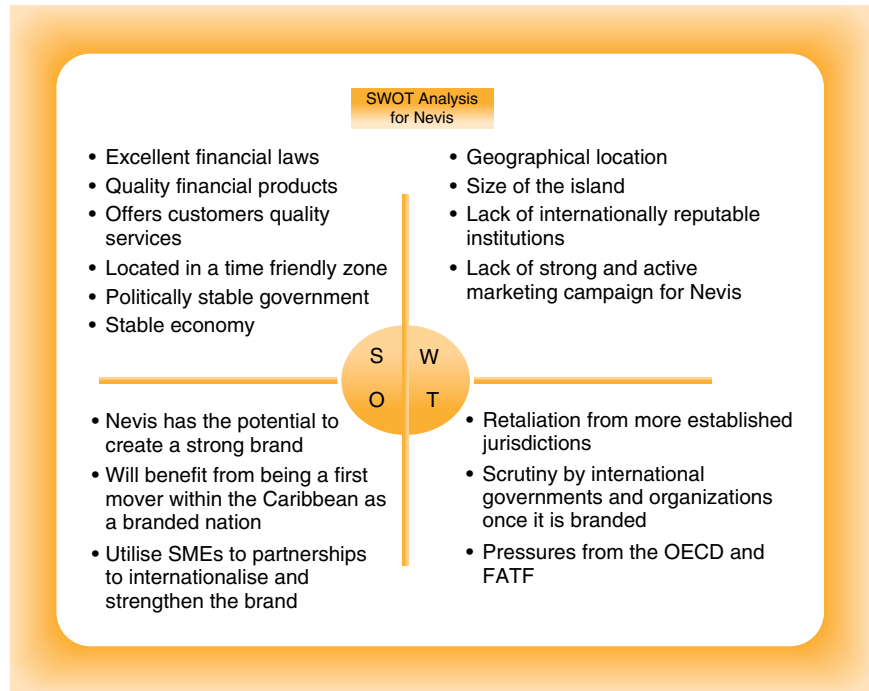 SWOT Analysis
for Nevis
• Excellent financial laws
• Quality financial products
• Offers customers quality
services
• Located in a time friendly zone
• Politically stable government
• Stable economy
• Geographical location
• Size of the island
• Lack of internationally reputable
institutions
• Lack of strong and active
marketing campaign for Nevis
S W
O T
• Nevis has the potential to
create a strong brand
• Will benefit from being a first
mover within the Caribbean as
a branded nation
• Utilise SMEs to partnerships
to internationalise and
strengthen the brand
• Retaliation from more established
jurisdictions
• Scrutiny by international
governments and organizations
once it is branded
• Pressures from the OECD and
FATF